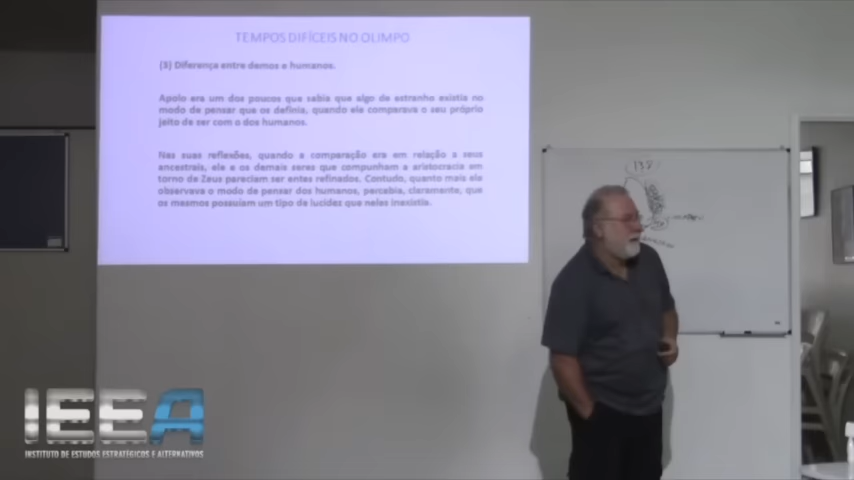 TEMPOS DIFÍCEIS NO OLIMPO
(3) Diferença entre demos e humanos.
Apolo era um dos poucos que sabia que algo de estranho existia no
modo de pensar que os definia, quando ele comparava o seu próprio
jeito de ser com o dos humanos.
Nas suas reflexões, quando a comparação era em relação a seus
ancestrais, ele e os demais seres que compunham a aristocracia em
torno de Zeus pareciam ser entes refinados. Contudo, quanto mais ele
observava o modo de pensar dos humanos, percebia, claramente, que
os mesmos possuíam um tipo de lucidez que neles inexistia.
IEEA
INSTITUTO DE ESTUDOS ESTRATÉGICOS E ALTERNATIVOS